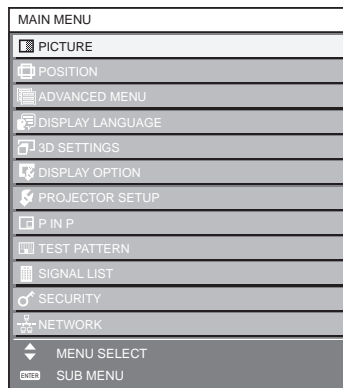 MAIN MENU
PICTURE
POSITION
ADVANCED MENU
DISPLAY LANGUAGE
3D SETTINGS
DISPLAY OPTION
PROJECTOR SETUP
P IN P
TEST PATTERN
SIGNAL LIST
SECURITY
NETWORK
MENU SELECT
ENTER SUB MENU